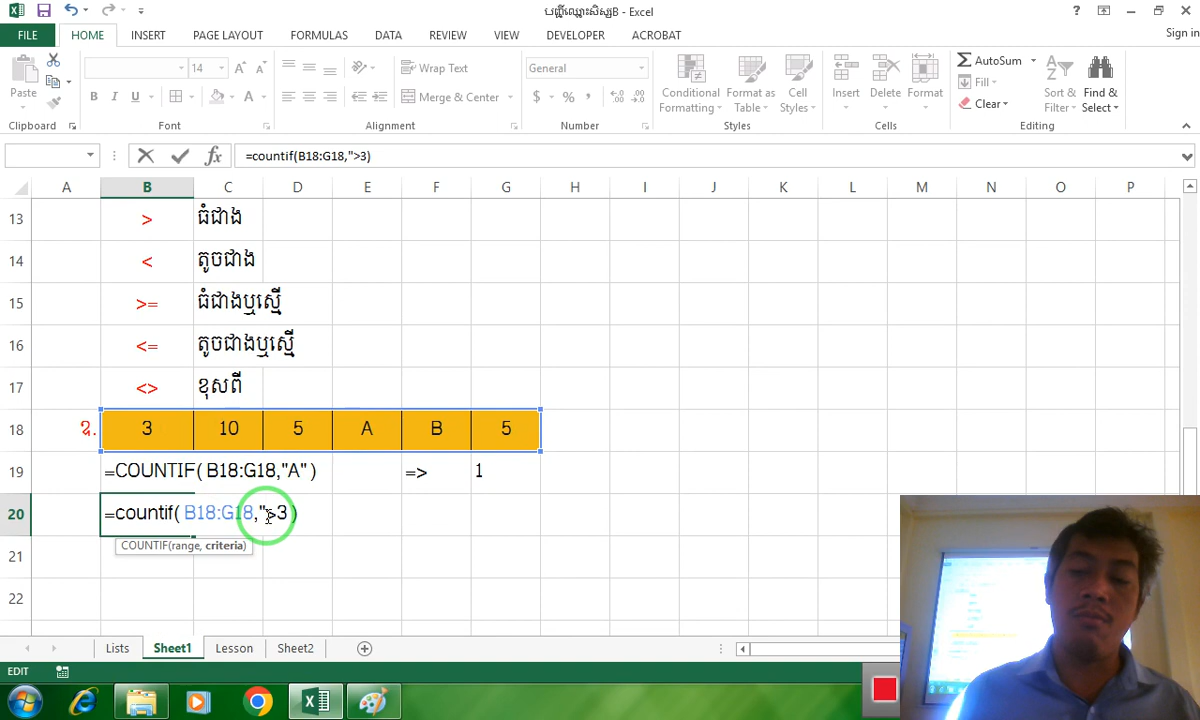 បញ្ជីឈ្មោះសិស្សB - Excel
Sign in
FILE HOME INSERT PAGE LAYOUT FORMULAS DATA REVIEW VIEW DEVELOPER ACROBAT
14 Wrap Text General AutoSum
Paste Fill
B I U Merge & Center $ % , Clear
Conditional Formatting Format as Table Cell Styles Insert Delete Format Sort & Filter Find & Select
Clipboard Font Alignment Number Styles Cells Editing
=countif(B18:G18,">3)
A B C D E F G H I J K L M N O P
13 > ធំជាង
14 < តូចជាង
15 >= ធំជាងឬស្មើ
16 <= តូចជាងឬស្មើ
17 <> ខុសពី
18 ឩ. 3 10 5 A B 5
19 =COUNTIF( B18:G18,"A" ) => 1
20 =countif( B18:G18,">3 )
COUNTIF(range, criteria)
21
22
Lists Sheet1 Lesson Sheet2
EDIT